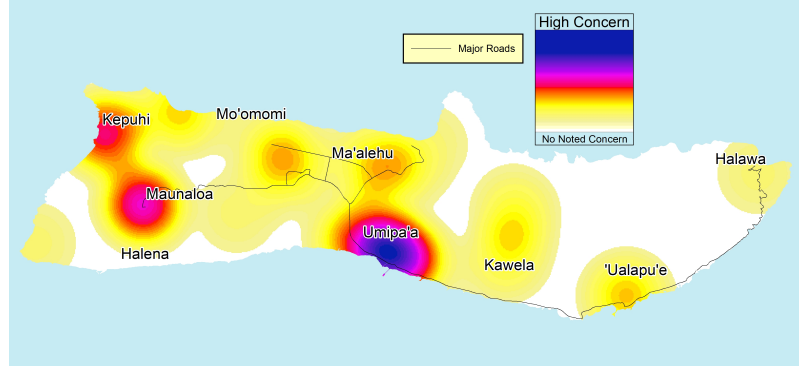 High Concern
Major Roads
No Noted Concern
Kepuhi
Mo'omomi
Ma'alehu
Halawa
Maunaloa
Umipa'a
Halena
Kawela
'Ualapu'e